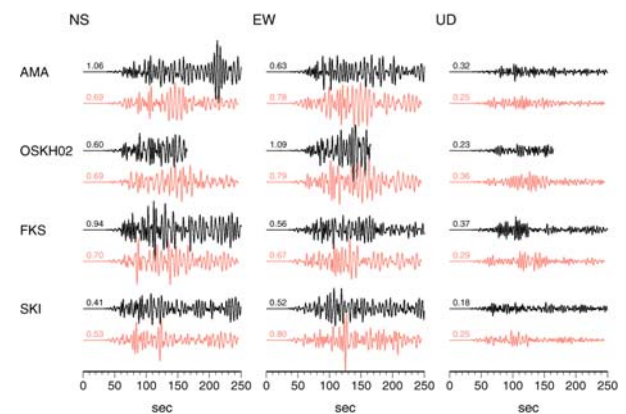 NS EW UD
AMA 1.06 0.63 0.32
0.69 0.78 0.25
OSKH02 0.60 1.09 0.23
0.69 0.79 0.36
FKS 0.94 0.56 0.37
0.70 0.67 0.29
SKI 0.41 0.52 0.18
0.53 0.80 0.25
0 50 100 150 200 250 0 50 100 150 200 250 0 50 100 150 200 250
sec sec sec